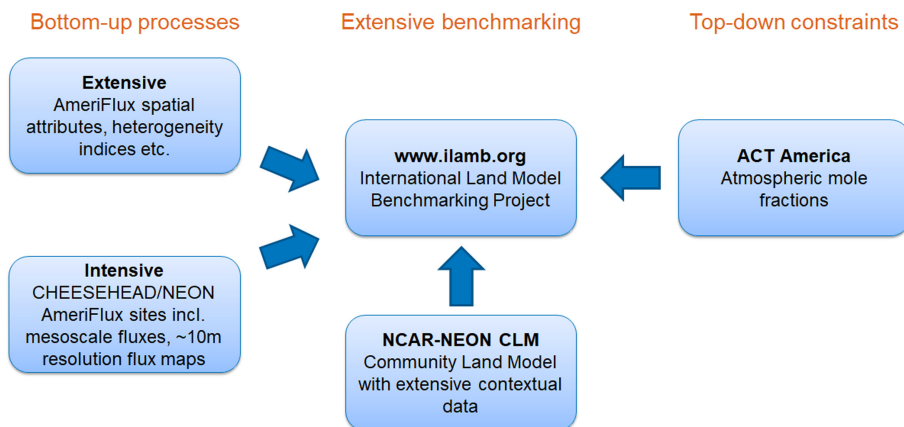 Bottom-up processes
Extensive benchmarking
Top-down constraints
Extensive
AmeriFlux spatial
attributes, heterogeneity
indices etc.
www.ilamb.org
International Land Model
Benchmarking Project
ACT America
Atmospheric mole
fractions
Intensive
CHEESEHEAD/NEON
AmeriFlux sites incl.
mesoscale fluxes, ~10m
resolution flux maps
NCAR-NEON CLM
Community Land Model
with extensive contextual
data